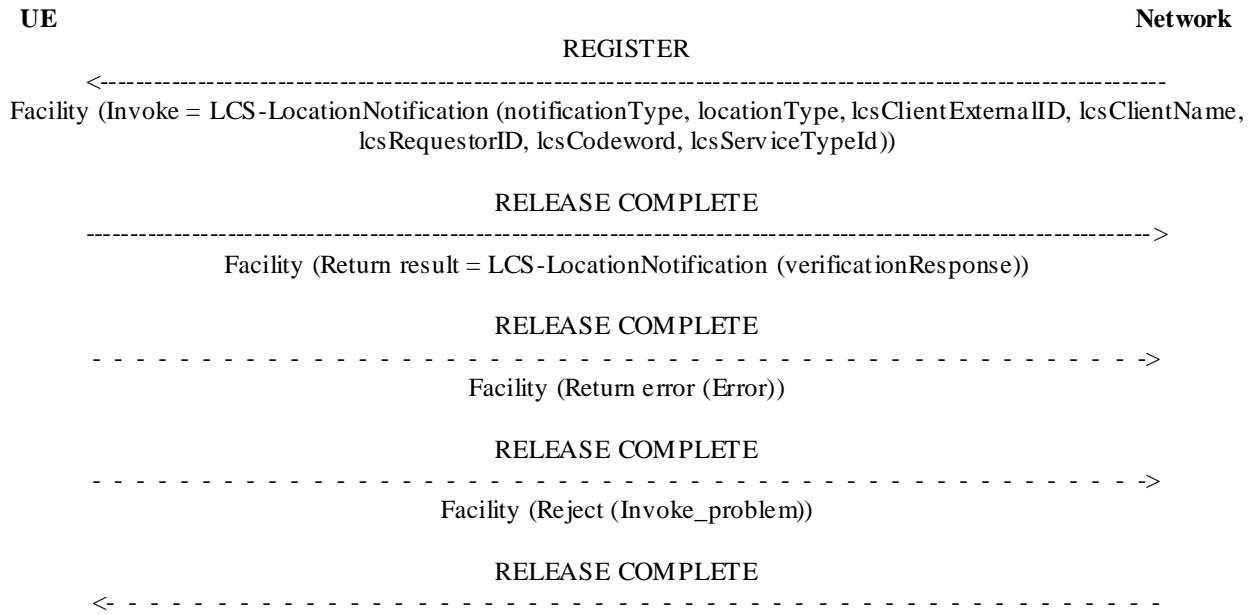 UE Network
REGISTER
<------------------------------------------------------------------------------------------------------------------------
Facility (Invoke = LCS-LocationNotification (notificationType, locationType, lcsClientExternalID, lcsClientName,
lcsRequestorID, lcsCodeword, lcsServiceTypeId))
RELEASE COMPLETE
------------------------------------------------------------------------------------------------------------------------>
Facility (Return result = LCS-LocationNotification (verificationResponse))
RELEASE COMPLETE
- - - - - - - - - - - - - - - - - - - - - - - - - - - - - - - - - - - - - - - - - - - - - - - - - ->
Facility (Return error (Error))
RELEASE COMPLETE
- - - - - - - - - - - - - - - - - - - - - - - - - - - - - - - - - - - - - - - - - - - - - - - - - ->
Facility (Reject (Invoke_problem))
RELEASE COMPLETE
<- - - - - - - - - - - - - - - - - - - - - - - - - - - - - - - - - - - - - - - - - - - - - - - - - -